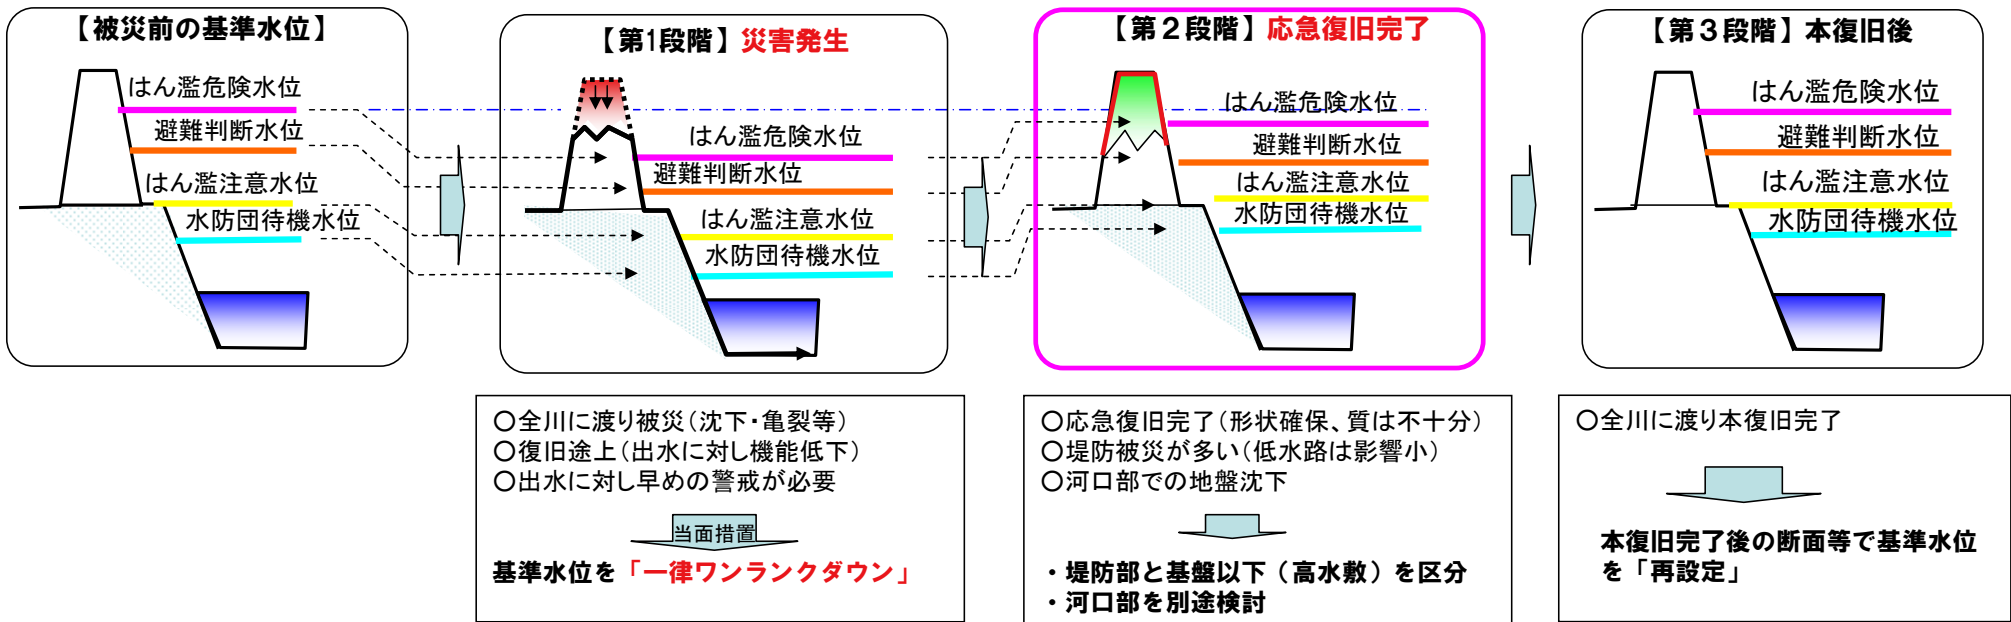 【被災前の基準水位】
はん濫危険水位
避難判断水位
はん濫注意水位
水防団待機水位
【第1段階】災害発生
はん濫危険水位
避難判断水位
はん濫注意水位
水防団待機水位
【第２段階】応急復旧完了
はん濫危険水位
避難判断水位
はん濫注意水位
水防団待機水位
【第３段階】本復旧後
はん濫危険水位
避難判断水位
はん濫注意水位
水防団待機水位
○全川に渡り被災（沈下・亀裂等）
○復旧途上（出水に対し機能低下）
○出水に対し早めの警戒が必要
当面措置
基準水位を「一律ワンランクダウン」
○応急復旧完了（形状確保、質は不十分）
○堤防被災が多い（低水路は影響小）
○河口部での地盤沈下
・堤防部と基盤以下（高水敷）を区分
・河口部を別途検討
○全川に渡り本復旧完了
本復旧完了後の断面等で基準水位
を「再設定」